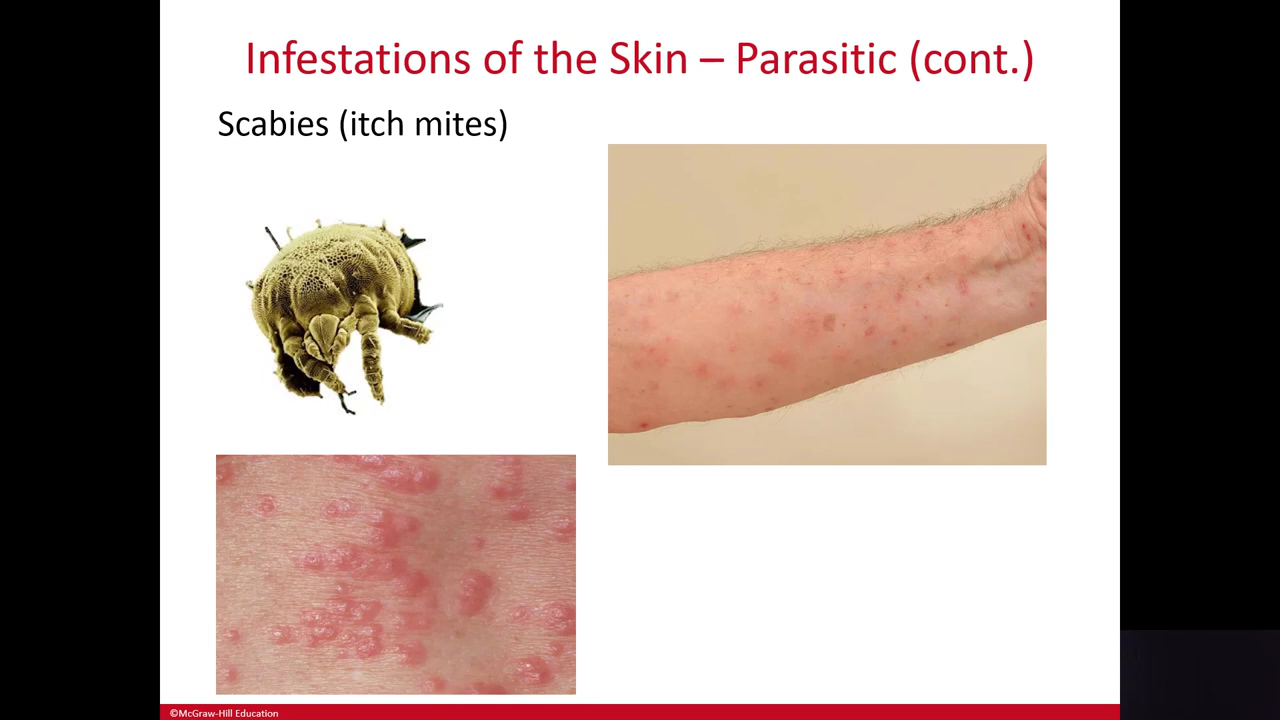 Infestations of the Skin – Parasitic (cont.)
Scabies (itch mites)
©McGraw-Hill Education